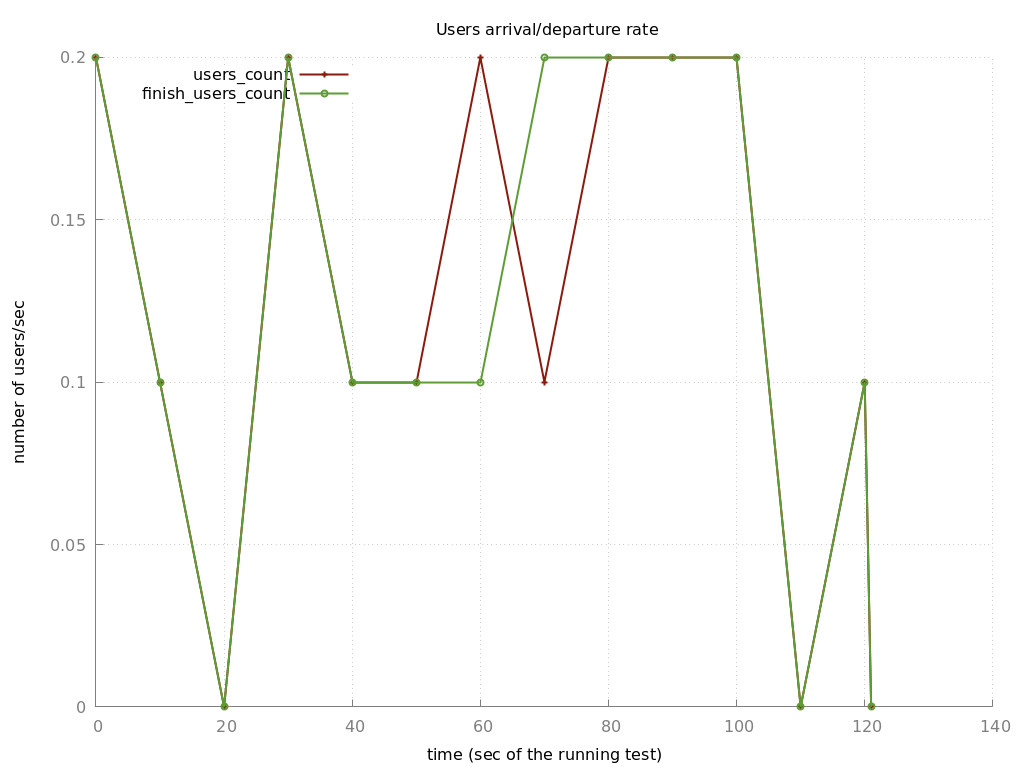 Users arrival/departure rate
users_count
finish_users_count
0.2
0.15
0.1
0.05
0
number of users/sec
0 20 40 60 80 100 120 140
time (sec of the running test)